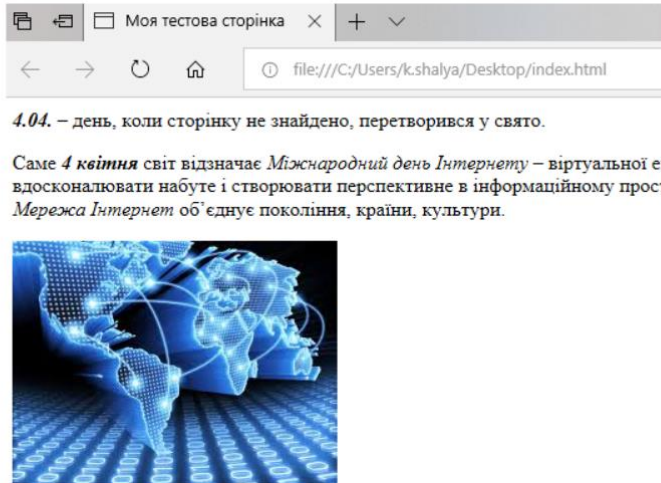 Моя тестова сторінка
file:///C:/Users/k.shalya/Desktop/index.html
4.04. – день, коли сторінку не знайдено, перетворився у свято.
Саме 4 квітня світ відзначає Міжнародний день Інтернету – віртуальної
вдосконалювати набуте і створювати перспективне в інформаційному
Мережа Інтернет об’єднує покоління, країни, культури.